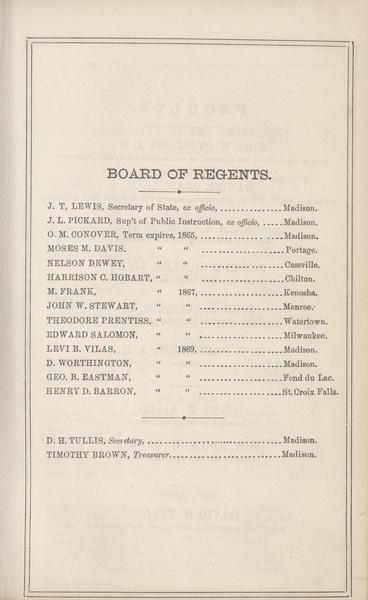 BOARD OF REGENTS.
J. T, LEWIS, Secretary of State, ex officio, Madison.
J. L. PICKARD, Sup't of Public Instruction, ex officio, Madison.
O. M. CONOVER, Term expires, 1865, Madison.
MOSES M. DAVIS, " " Portage.
NELSON DEWEY, " " Cassville.
HARRISON C. HOBART, " " Chilton.
M. FRANK, " 1867, Kenosha.
JOHN W. STEWART, " " Monroe.
THEODORE PRENTISS, " " Watertown.
EDWARD SALOMON, " " Milwaukee.
LEVI B. VILAS, " 1869, Madison.
D. WORTHINGTON, " " Madison.
GEO. B. EASTMAN, " " Fond du Lac.
HENRY D. BARRON, " " St. Croix Falls.
D. H. TULLIS, Secretary, Madison.
TIMOTHY BROWN, Treasurer Madison.